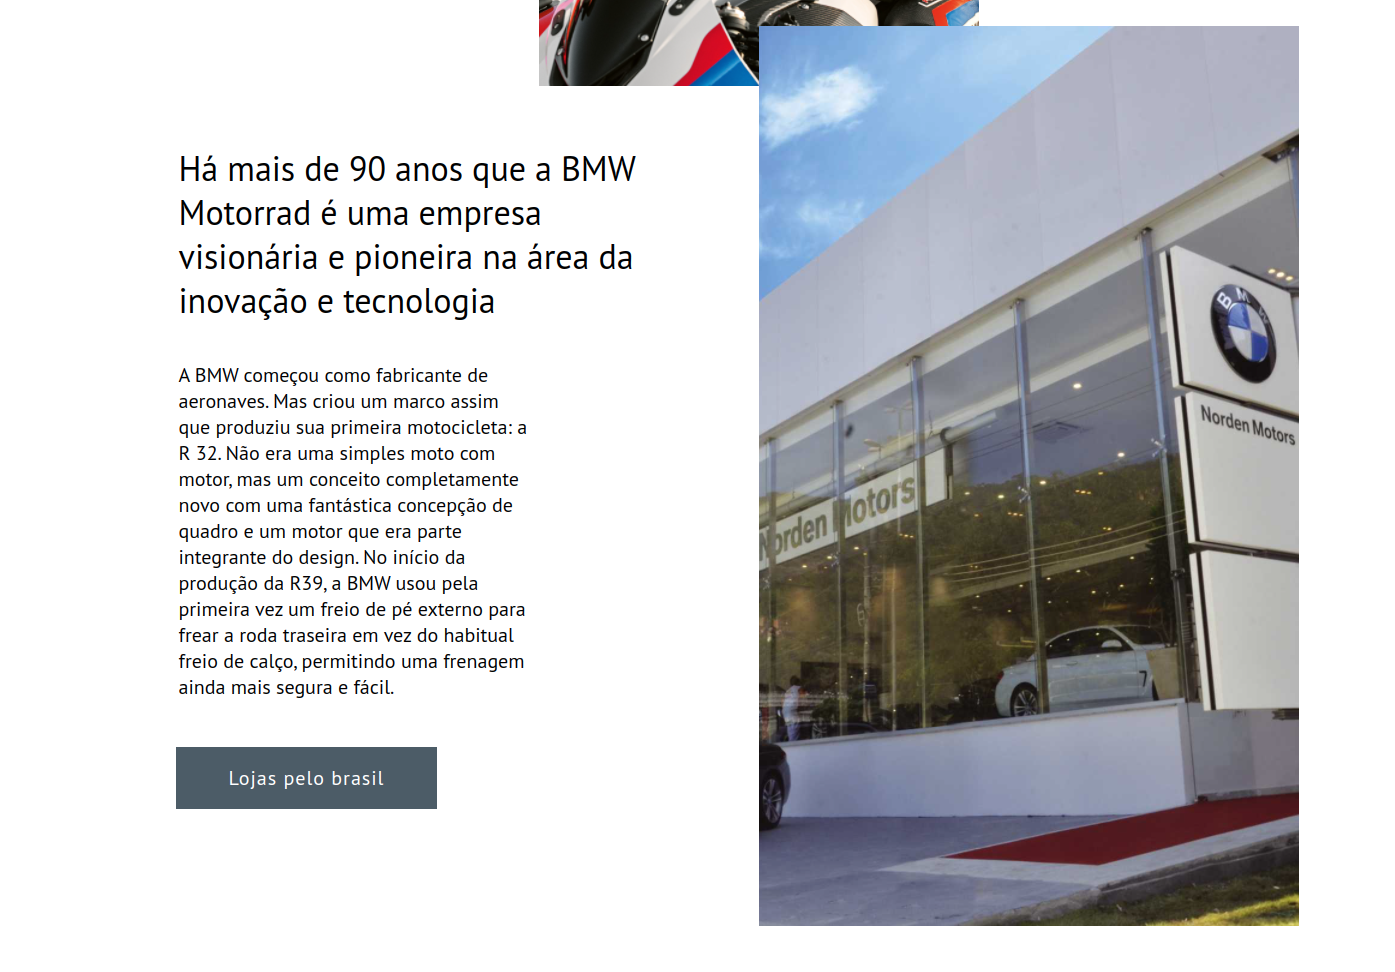 Há mais de 90 anos que a BMW
Motorrad é uma empresa
visionária e pioneira na área da
inovação e tecnologia
A BMW começou como fabricante de
aeronaves. Mas criou um marco assim
que produziu sua primeira motocicleta: a
R 32. Não era uma simples moto com
motor, mas um conceito completamente
novo com uma fantástica concepção de
quadro e um motor que era parte
integrante do design. No início da
produção da R39, a BMW usou pela
primeira vez um freio de pé externo para
frear a roda traseira em vez do habitual
freio de calço, permitindo uma frenagem
ainda mais segura e fácil.
Lojas pelo brasil
BMW
Norden Motors
Norden Motors